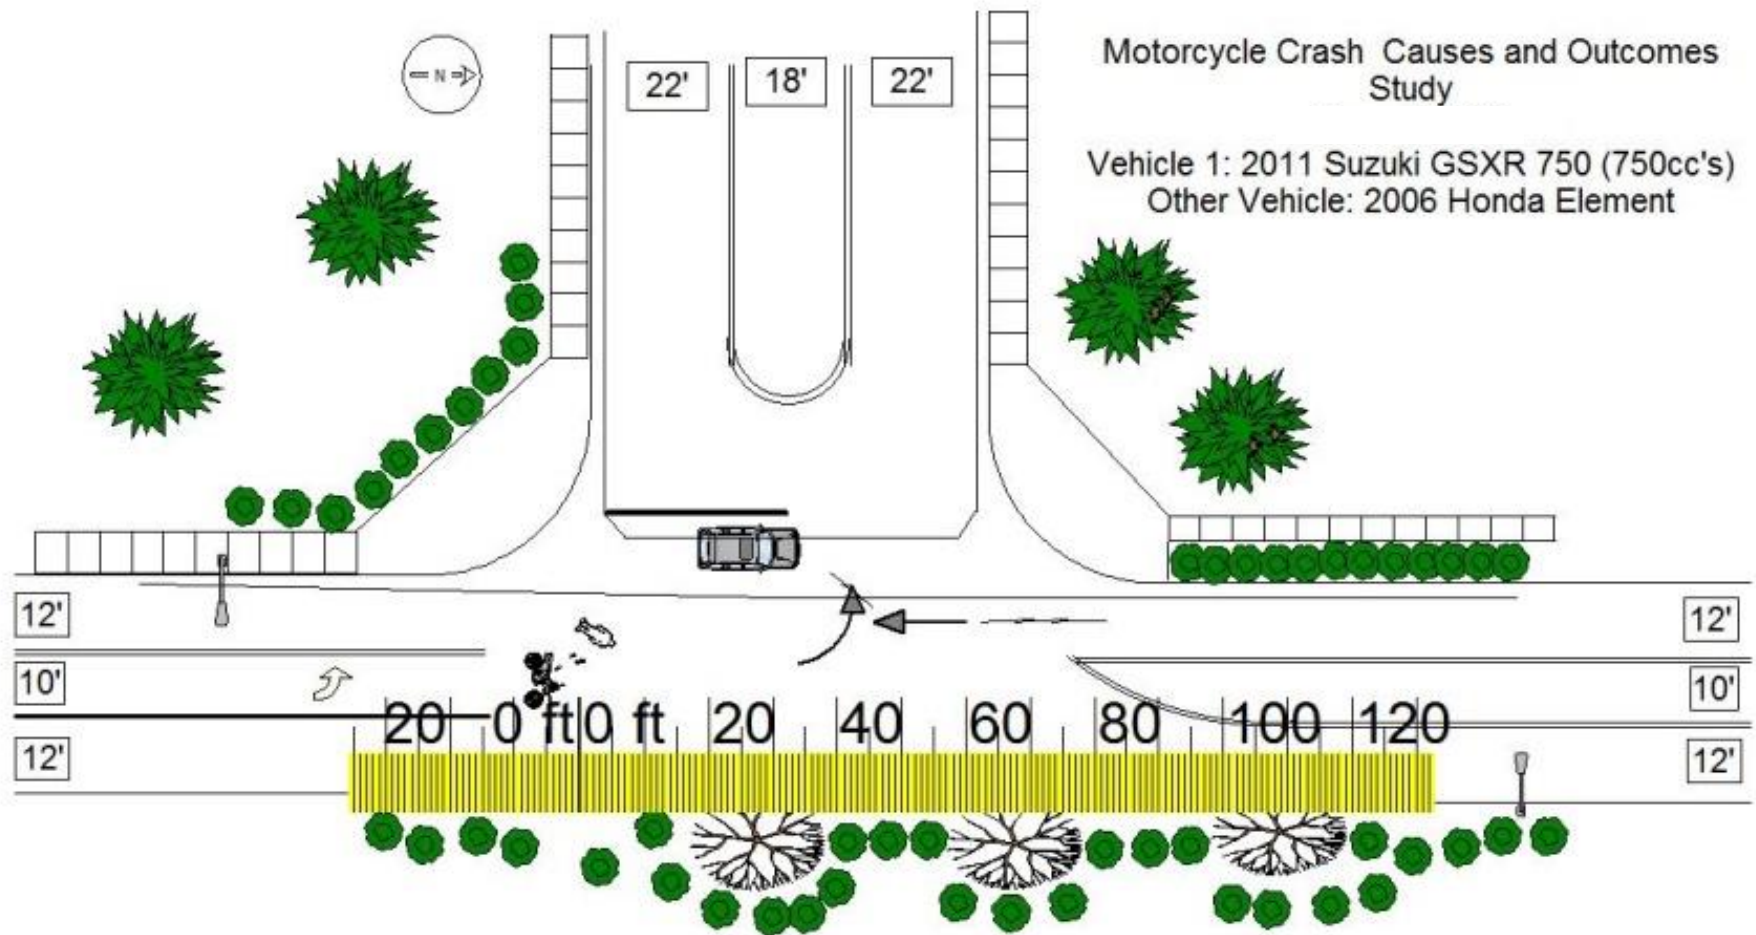 Motorcycle Crash Causes and Outcomes
Study
Vehicle 1: 2011 Suzuki GSXR 750 (750cc's)
Other Vehicle: 2006 Honda Element
N
22' 18' 22'
12' 12'
10' 10'
20 0 ft 0 ft 20 40 60 80 100 120
12' 12'